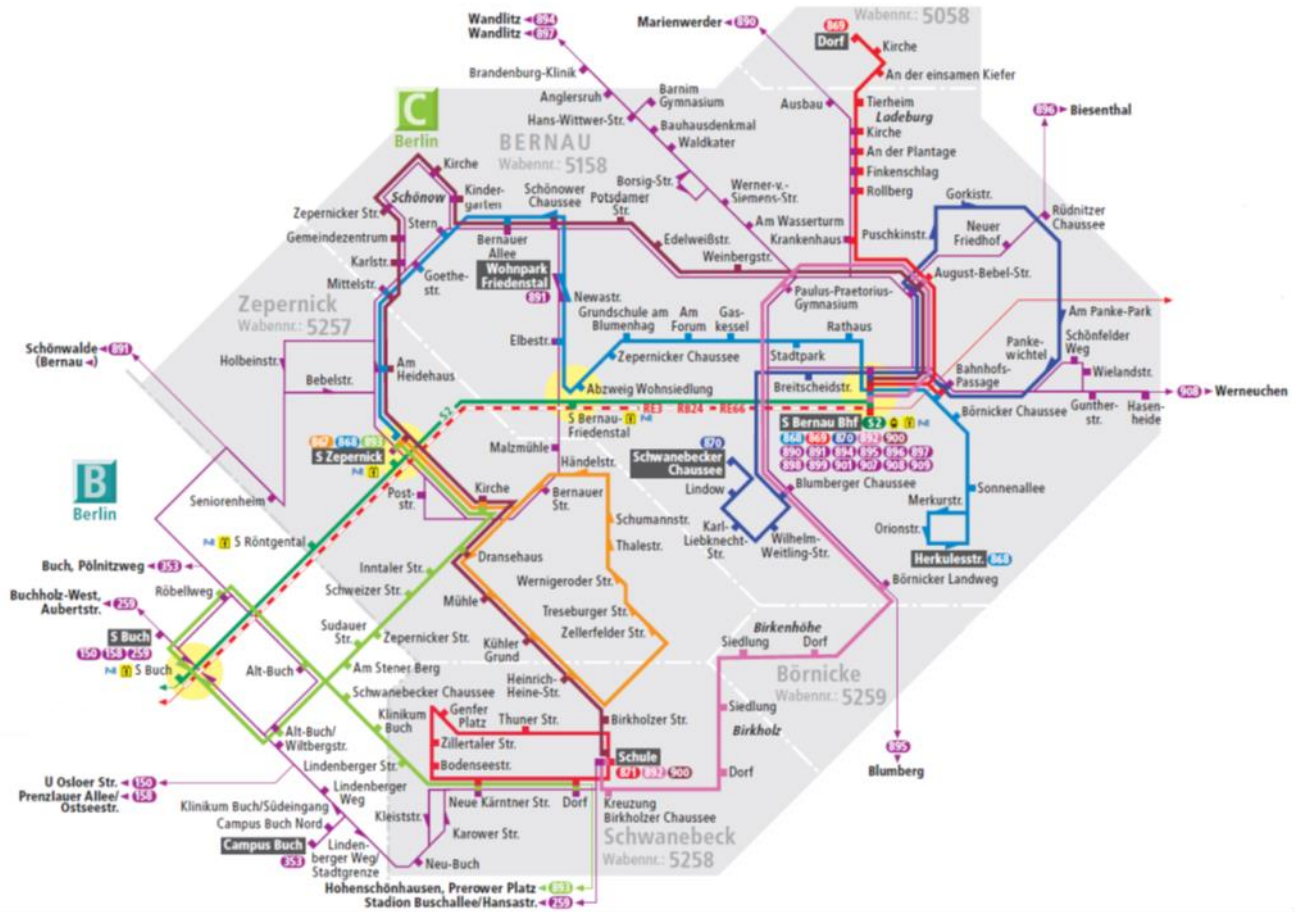 Wabennr.: 5058
Wandlitz 894
Wandlitz 897
Marienwerder 890
869
Dorf
Kirche
An der einsamen Kiefer
Brandenburg-Klinik
Anglersruh
Hans-Wittwer-Str.
Barnim
Gymnasium
Bauhausdenkmal
Waldkater
Ausbau
Tierheim
Ladeburg
Kirche
An der Plantage
Finkenschlag
Rollberg
896 Biesenthal
C
Berlin
BERNAU
Wabennr.: 5158
Kirche
Schönow
Kinder-
garten
Schönower
Chaussee
Potsdamer
Str.
Borsig-Str.
Werner-v.-
Siemens-Str.
Am Wasserturm
Krankenhaus
Puschkinstr.
Gorkistr.
Neuer
Friedhof
Rüdnitzer
Chaussee
Zepernicker Str.
Stern
Gemeindezentrum
Karlstr.
Mittelstr.
Goethe-
str.
Bernauer
Allee
Wohnpark
Friedenstal
891
Edelweißstr.
Weinbergstr.
August-Bebel-Str.
Paulus-Praetorius-
Gymnasium
Zepernick
Wabennr.: 5257
Newastr.
Grundschule am
Blumenhag
Am
Forum
Gas-
kessel
Rathaus
Am Panke-Park
Schönfelder
Weg
Panke-
wichtel
Wielandstr.
Schönwalde
(Bernau ◄)
891
Holbeinstr.
Bebelstr.
Am
Heidehaus
Elbestr.
Zepernicker Chaussee
Stadtpark
Abzweig Wohnsiedlung
Breitscheidstr.
Bahnhofs-
Passage
908 Werneuchen
S2
RE3 RB24 RE66
S Bernau-
Friedenstal
S Bernau Bhf S2
868 869 870 892 900
890 891 894 895 896 897
898 899 901 907 908 909
Börnicker Chaussee
Gunther-
str.
Hasen-
heide
867 868 893
S Zepernick
Malzmühle
Händelstr.
870
Schwanebecker
Chaussee
Lindow
Blumberger Chaussee
Sonnenallee
Merkurstr.
Orionstr.
Herkulesstr. 868
B
Berlin
Seniorenheim
Post-
str.
Kirche
Bernauer
Str.
Schumannstr.
Thalestr.
Karl-
Liebknecht-
Str.
Wilhelm-
Weitling-Str.
S Röntgental
Dransehaus
Börnicker Landweg
Buch, Pölnitzweg 353
Röbellweg
Inntaler Str.
Schweizer Str.
Wernigeroder Str.
Treseburger Str.
Zellerfelder Str.
Buchholz-West,
Aubertstr.
259
Mühle
S Buch
150 158 259
S Buch
Sudauer
Str.
Zepernicker Str.
Kühler
Grund
Birkenhöhe
Siedlung
Dorf
Alt-Buch
Am Stener Berg
Schwanebecker Chaussee
Heinrich-
Heine-Str.
Börnicke
Wabennr.: 5259
Klinikum
Buch
Genfer
Platz
Thuner Str.
Birkholzer Str.
Siedlung
Birkholz
Alt-Buch/
Wiltbergstr.
Zillertaler Str.
Schule
871 892 900
895
Blumberg
Lindenberger Str.
Bodenseestr.
Dorf
U Osloer Str. 150
Prenzlauer Allee/
Ostseestr.
158
Lindenberger
Weg
Neue Kärntner Str.
Dorf
Kreuzung
Birkholzer Chaussee
Klinikum Buch/Südeingang
Campus Buch Nord
Campus Buch
353
Kleiststr.
Karower Str.
Schwanebeck
Wabennr.: 5258
Linden-
berger Weg/
Stadtgrenze
Neu-Buch
Hohenschönhausen, Prerower Platz 893
Stadion Buschallee/Hansastr. 259